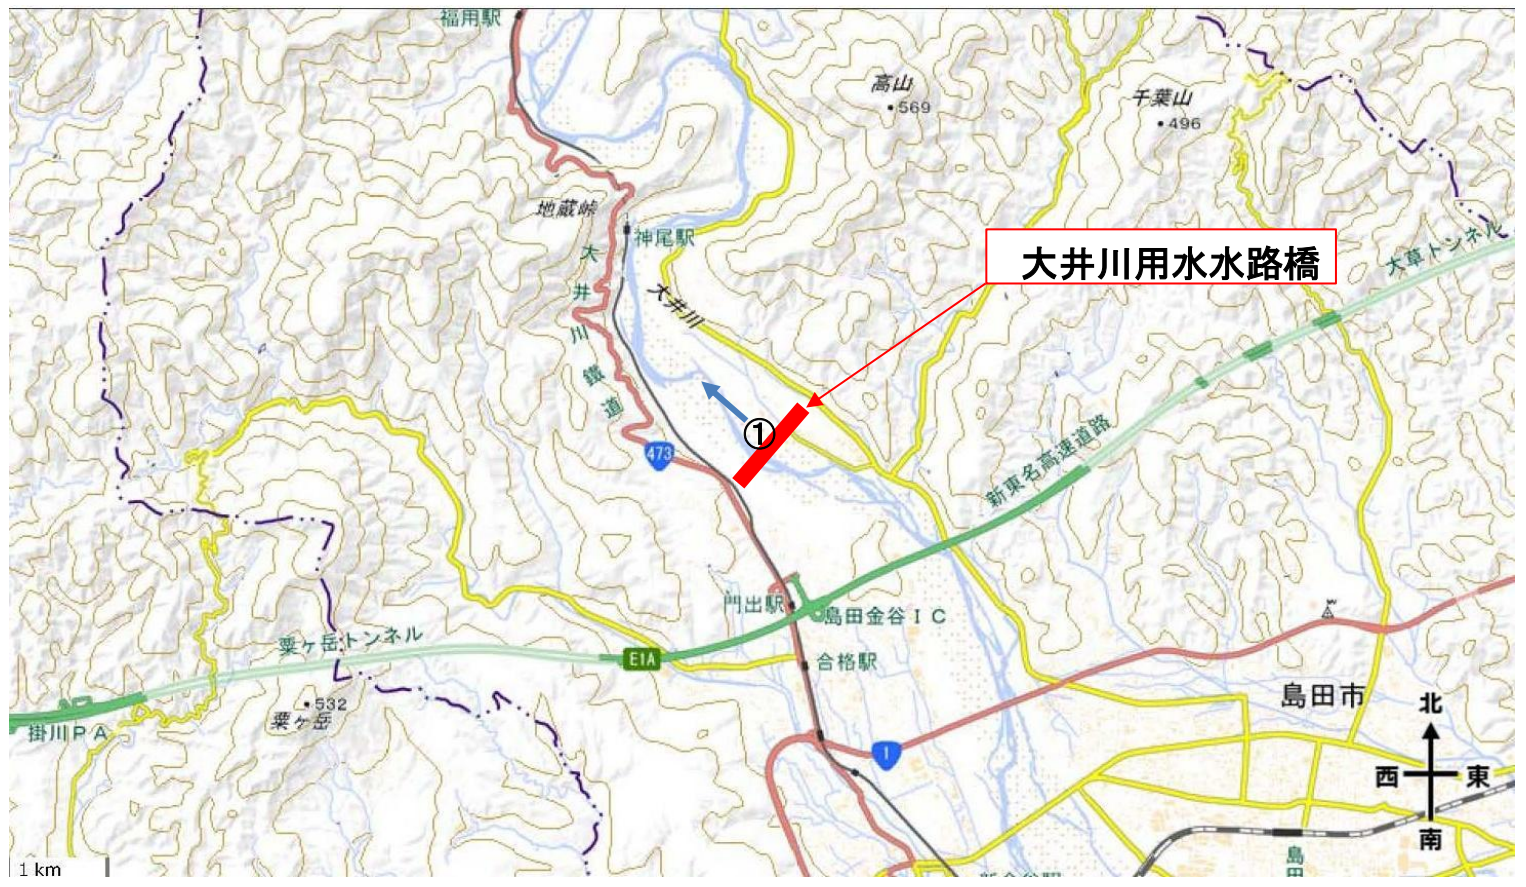 福用駅
高山
569
千葉山
496
地蔵峠
神尾駅
大井川鐵道
大井川
大井川用水水路橋
大草トンネル
①
473
新東名高速道路
門出駅
島田金谷IC
粟ヶ岳トンネル
E1A
合格駅
532
粟ヶ岳
掛川PA
1
島田市
北
西
東
南
1 km
島田